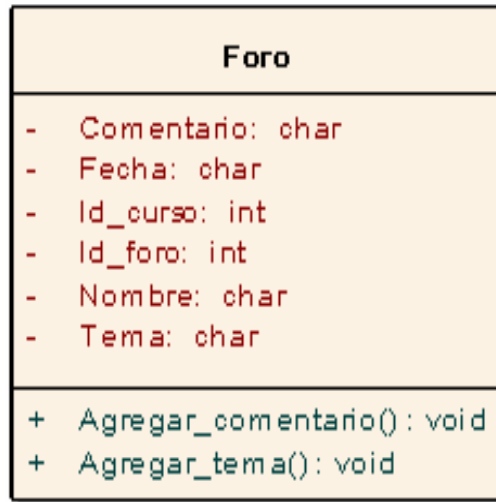 Foro
- Comentario: char
- Fecha: char
- Id_curso: int
- Id_foro: int
- Nombre: char
- Tema: char
+ Agregar_comentario() : void
+ Agregar_tema() : void